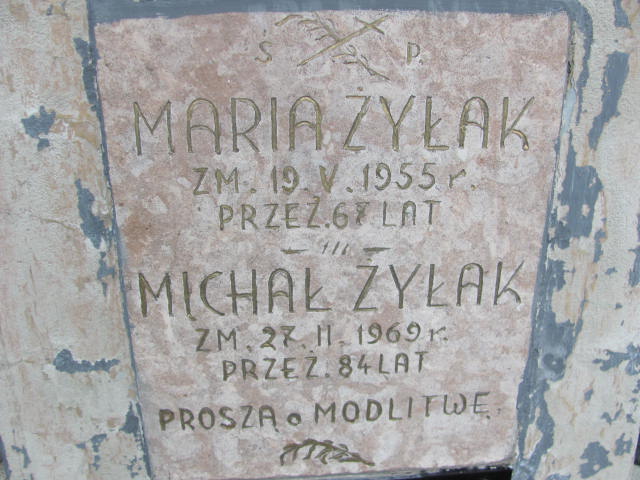 Ś P.
MARIA ŻYŁAK
ZM. 19. V. 1955 r.
PRZEŻ. 67 LAT
MICHAŁ ŻYŁAK
ZM. 27. II. 1969 r.
PRZEŻ. 84 LAT
PROSZĄ o MODLITWĘ